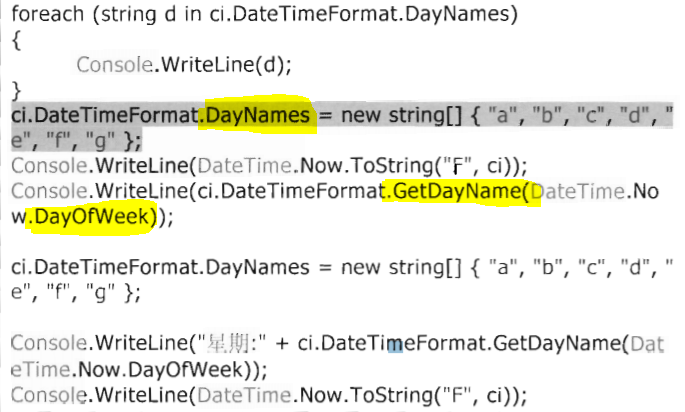 foreach (string d in ci.DateTimeFormat.DayNames)
{
Console.WriteLine(d);
}
ci.DateTimeFormat.DayNames = new string[] { "a", "b", "c", "d", "
e", "f", "g" };
Console.WriteLine(DateTime.Now.ToString("F", ci));
Console.WriteLine(ci.DateTimeFormat.GetDayName(DateTime.No
w.DayOfWeek));
ci.DateTimeFormat.DayNames = new string[] { "a", "b", "c", "d", "
e", "f", "g" };
Console.WriteLine("星期:" + ci.DateTimeFormat.GetDayName(Dat
eTime.Now.DayOfWeek));
Console.WriteLine(DateTime.Now.ToString("F", ci));